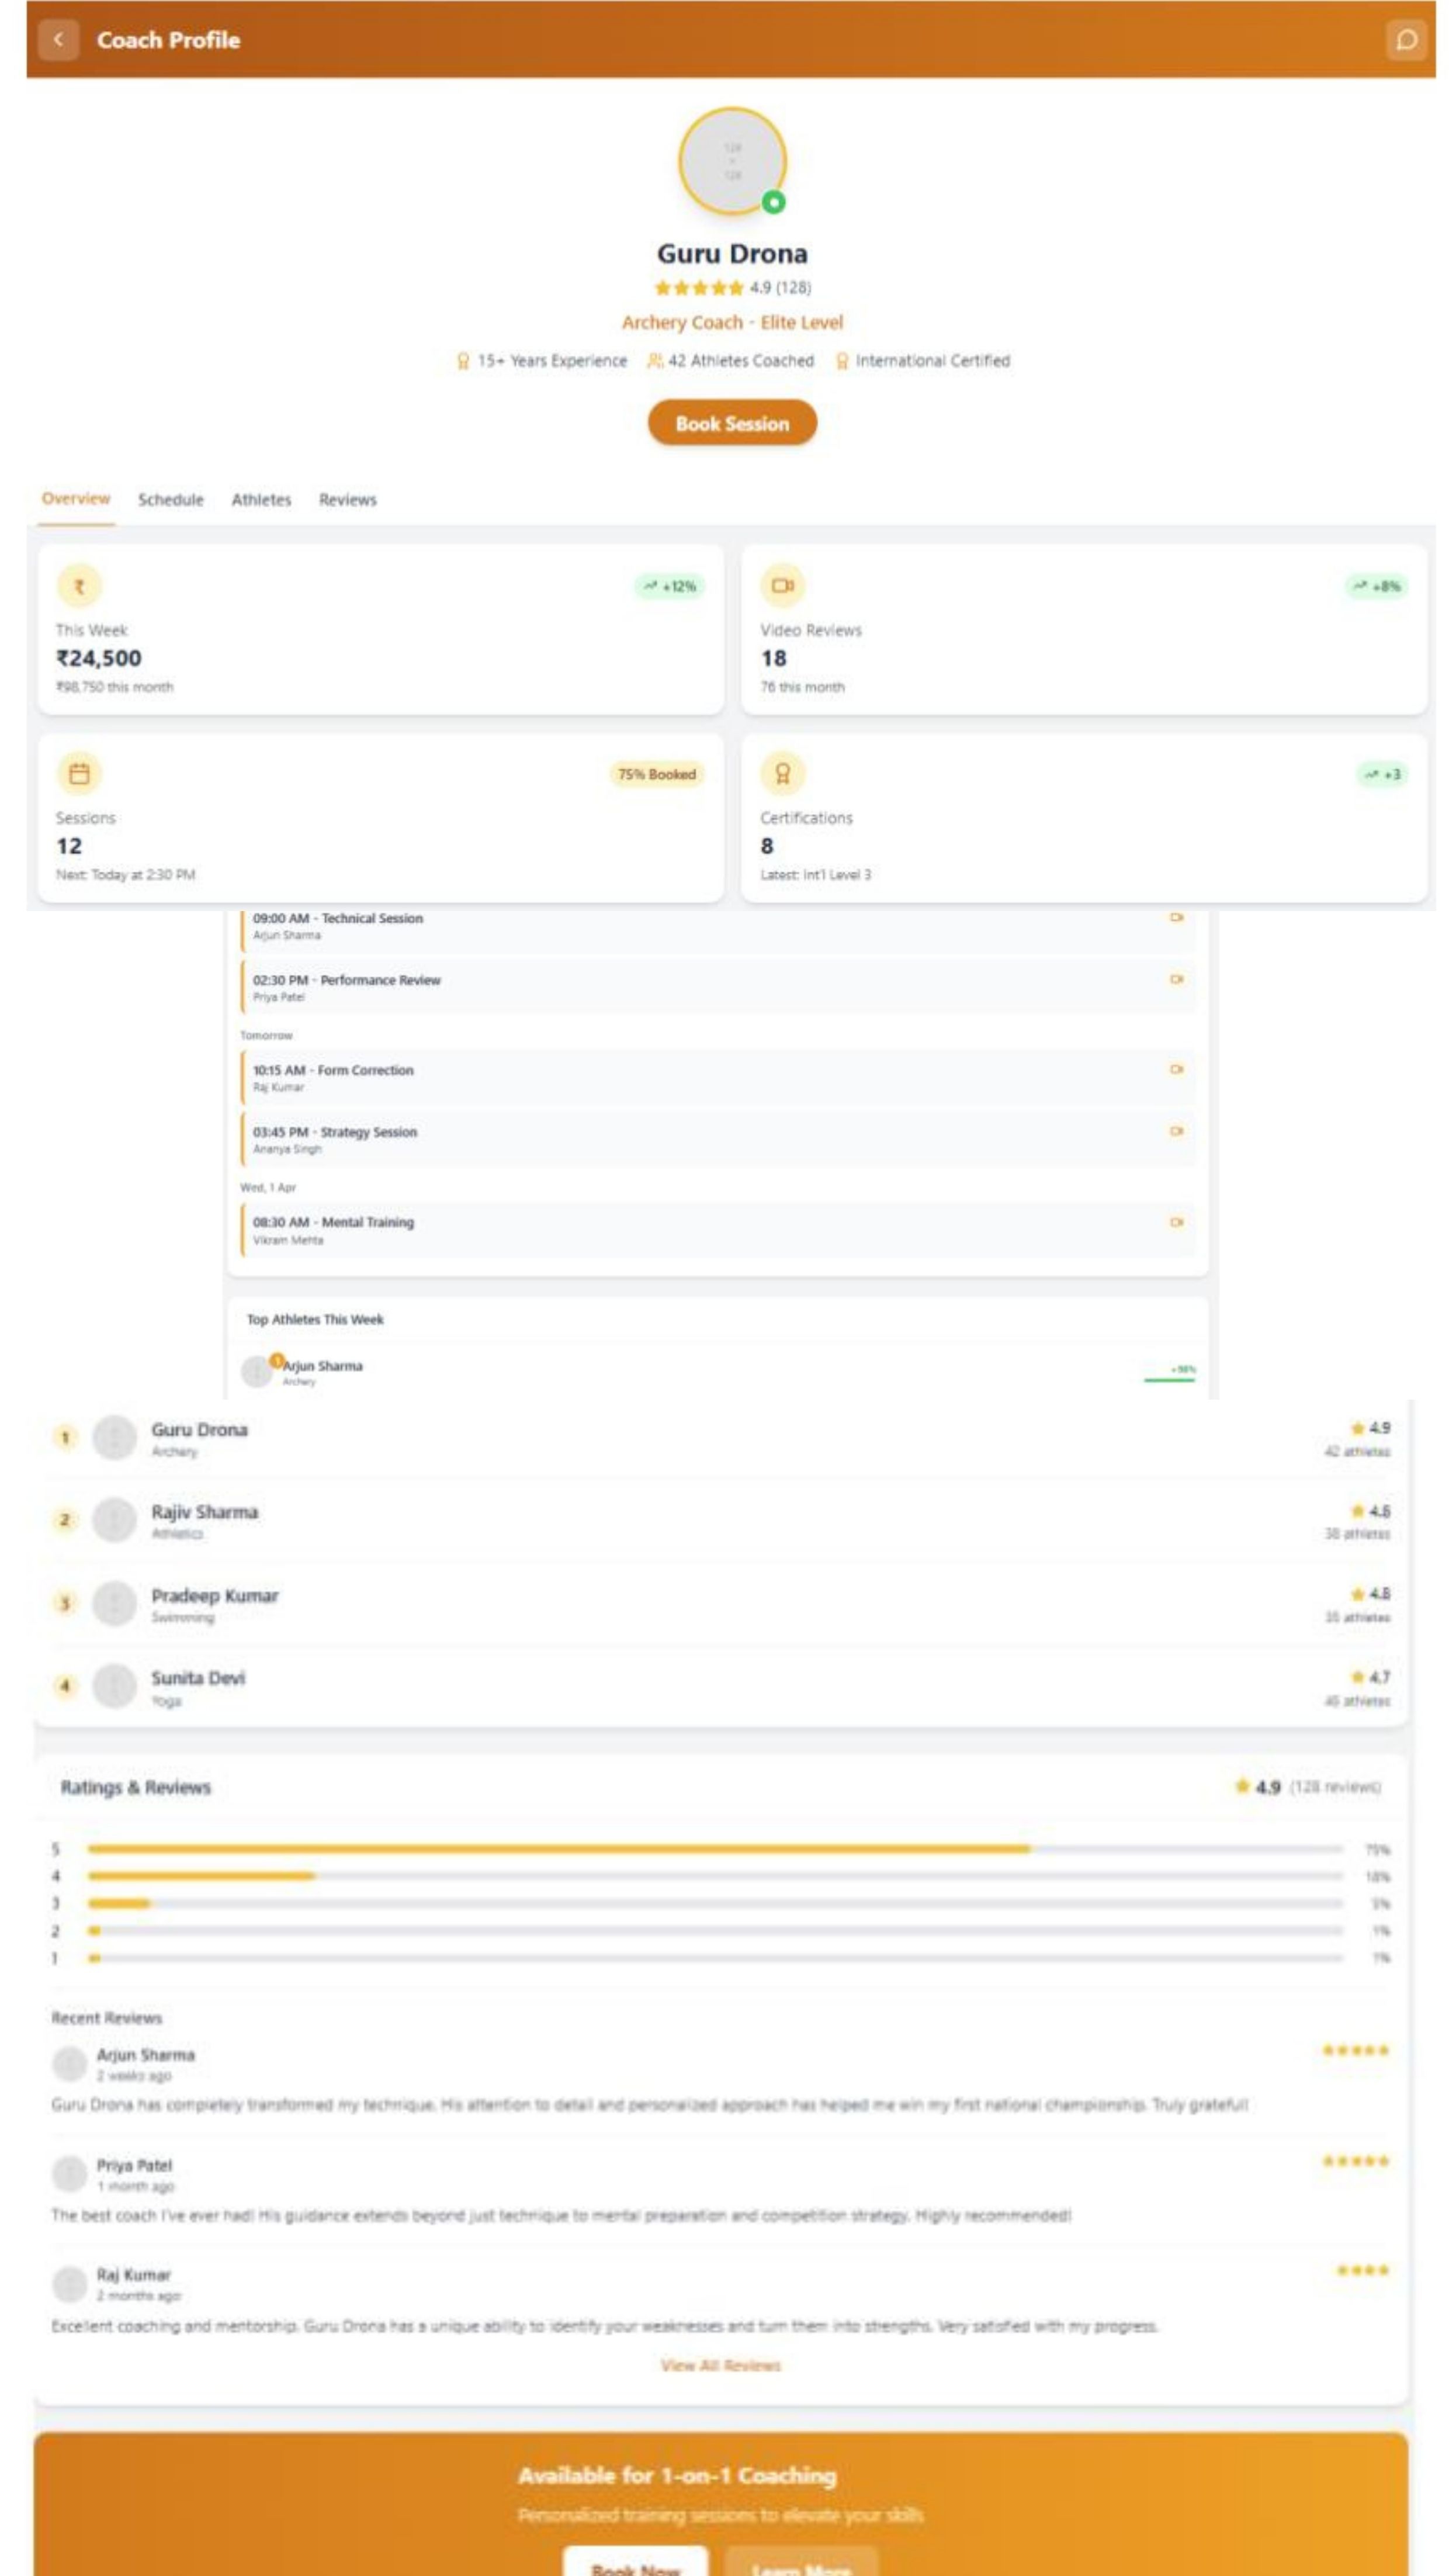 Coach Profile
128
×
128
Guru Drona
4.9 (128)
Archery Coach - Elite Level
15+ Years Experience 42 Athletes Coached International Certified
Book Session
Overview Schedule Athletes Reviews
₹ +12%
This Week
₹24,500
₹98,750 this month
+8%
Video Reviews
18
76 this month
75% Booked
Sessions
12
Next: Today at 2:30 PM
+3
Certifications
8
Latest: Int'l Level 3
09:00 AM - Technical Session
Arjun Sharma
02:30 PM - Performance Review
Priya Patel
Tomorrow
10:15 AM - Form Correction
Raj Kumar
03:45 PM - Strategy Session
Ananya Singh
Wed, 1 Apr
08:30 AM - Mental Training
Vikram Mehta
Top Athletes This Week
1
Arjun Sharma
Archery
1 Guru Drona 4.9
Archery 42 athletes
2 Rajiv Sharma
Athletics 38 athletes
3 Pradeep Kumar 4.8
Swimming athletes
4 Sunita Devi 4.7
Yoga 45 athletes
Ratings & Reviews 4.9 (128 reviews)
5 75%
4 18%
3 5%
2 1%
1 1%
Recent Reviews
Arjun Sharma
2 weeks ago
Guru Drona has completely transformed my technique. His attention to detail and personalized approach has helped me win my first national championship. Truly grateful!
Priya Patel
1 month ago
The best coach I've ever had! His guidance extends beyond just technique to mental preparation and competition strategy. Highly recommended!
Raj Kumar
2 months ago
Excellent coaching and mentorship. Guru Drona has a unique ability to identify your weaknesses and turn them into strengths. Very satisfied with my progress.
View All Reviews
Available for 1-on-1 Coaching
Personalized training sessions to elevate your skills
Book Now Learn More